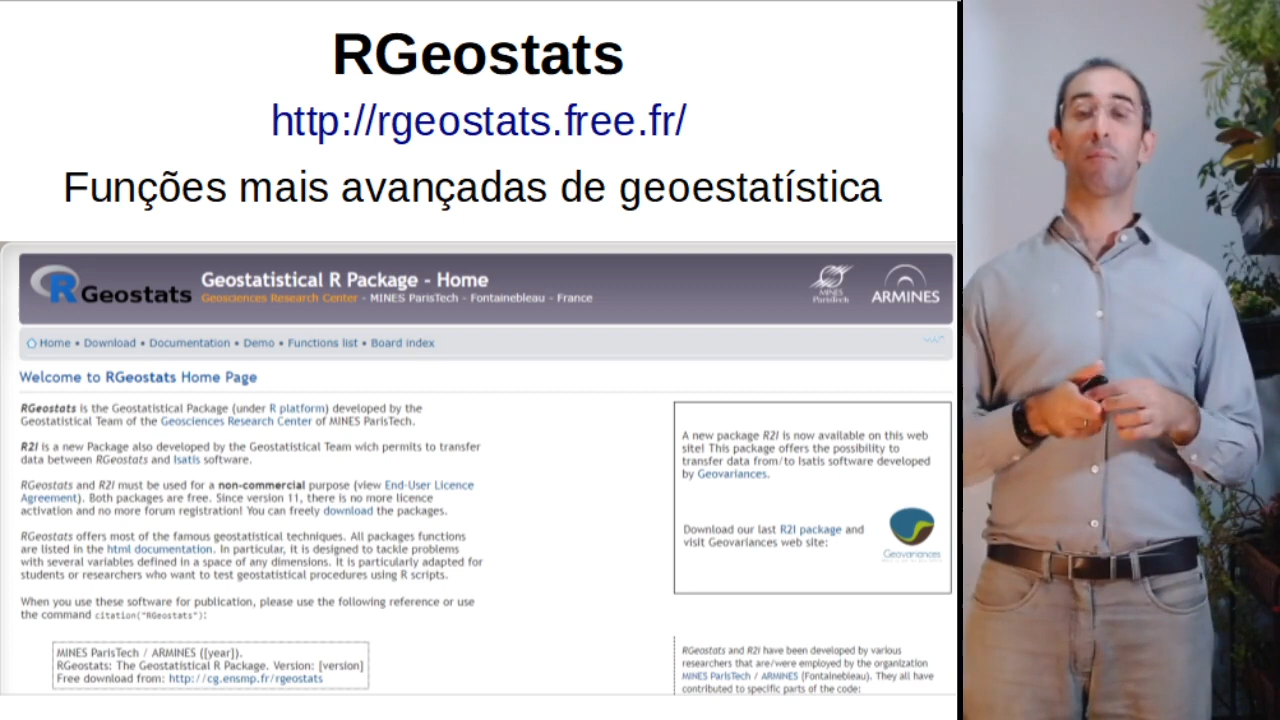 RGeostats
http://rgeostats.free.fr/
Funções mais avançadas de geoestatística
RGeostats
Geostatistical R Package - Home
Geosciences Research Center - MINES ParisTech - Fontainebleau - France
MINES
ParisTech
ARMINES
Home • Download • Documentation • Demo • Functions list • Board index
Welcome to RGeostats Home Page
RGeostats is the Geostatistical Package (under R platform) developed by the
Geostatistical Team of the Geosciences Research Center of MINES ParisTech.
R2I is a new Package also developed by the Geostatistical Team wich permits to transfer
data between RGeostats and Isatis software.
RGeostats and R2I must be used for a non-commercial purpose (view End-User Licence
Agreement). Both packages are free. Since version 11, there is no more licence
activation and no more forum registration! You can freely download the packages.
RGeostats offers most of the famous geostatistical techniques. All packages functions
are listed in the html documentation. In particular, it is designed to tackle problems
with several variables defined in a space of any dimensions. It is particularly adapted for
students or researchers who want to test geostatistical procedures using R scripts.
When you use these software for publication, please use the following reference or use
the command citation("RGeostats"):
MINES ParisTech / ARMINES ([year]).
RGeostats: The Geostatistical R Package. Version: [version]
Free download from: http://cg.ensmp.fr/rgeostats
A new package R2I is now available on this web
site! This package offers the possibility to
transfer data from/to Isatis software developed
by Geovariances.
Download our last R2I package and
visit Geovariances web site:
Geovariances
RGeostats and R2I have been developed by various
researchers that are/were employed by the organization
MINES ParisTech / ARMINES (Fontainebleau). They all have
contributed to specific parts of the code: